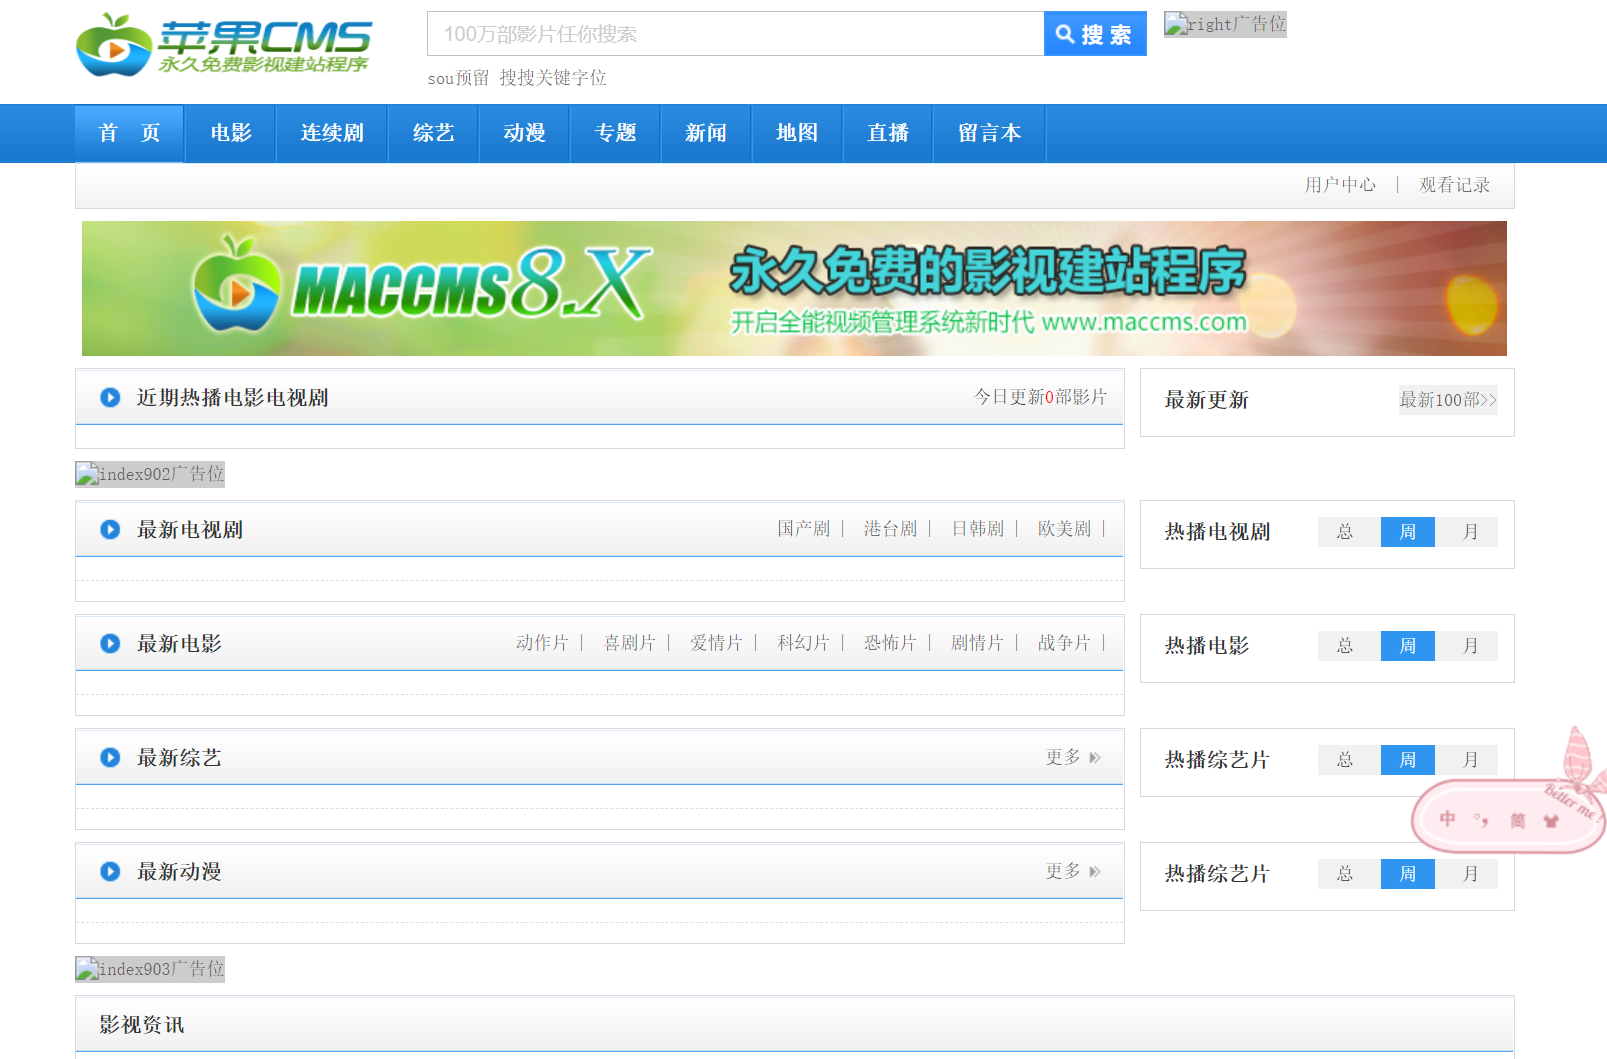 苹果CMS
永久免费影视建站程序
100万部影片任你搜索
搜 索
right广告位
sou预留 搜搜关键字位
首 页 电影 连续剧 综艺 动漫 专题 新闻 地图 直播 留言本
用户中心 | 观看记录
MACCMS8.X
永久免费的影视建站程序
开启全能视频管理系统新时代 www.maccms.com
近期热播电影电视剧 今日更新0部影片
最新更新 最新100部>>
index902广告位
最新电视剧 国产剧 | 港台剧 | 日韩剧 | 欧美剧 |
热播电视剧 总 周 月
最新电影 动作片 | 喜剧片 | 爱情片 | 科幻片 | 恐怖片 | 剧情片 | 战争片 |
热播电影 总 周 月
最新综艺 更多
热播综艺片 总 周 月
Better me!
中 °, 简
最新动漫 更多
热播综艺片 总 周 月
index903广告位
影视资讯